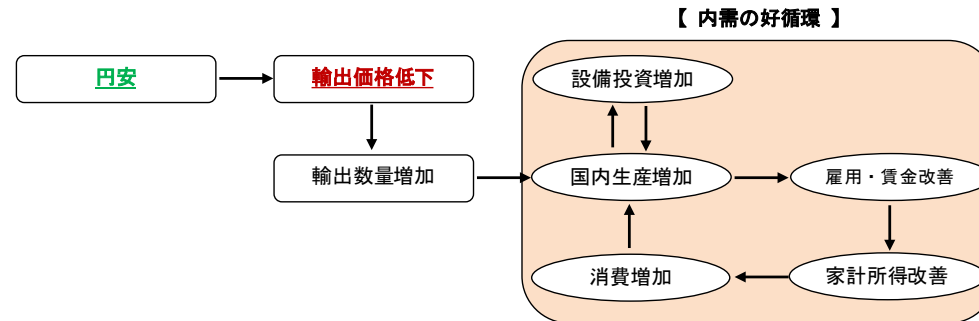 【 内需の好循環 】
円安
輸出価格低下
設備投資増加
輸出数量増加
国内生産増加
雇用・賃金改善
消費増加
家計所得改善